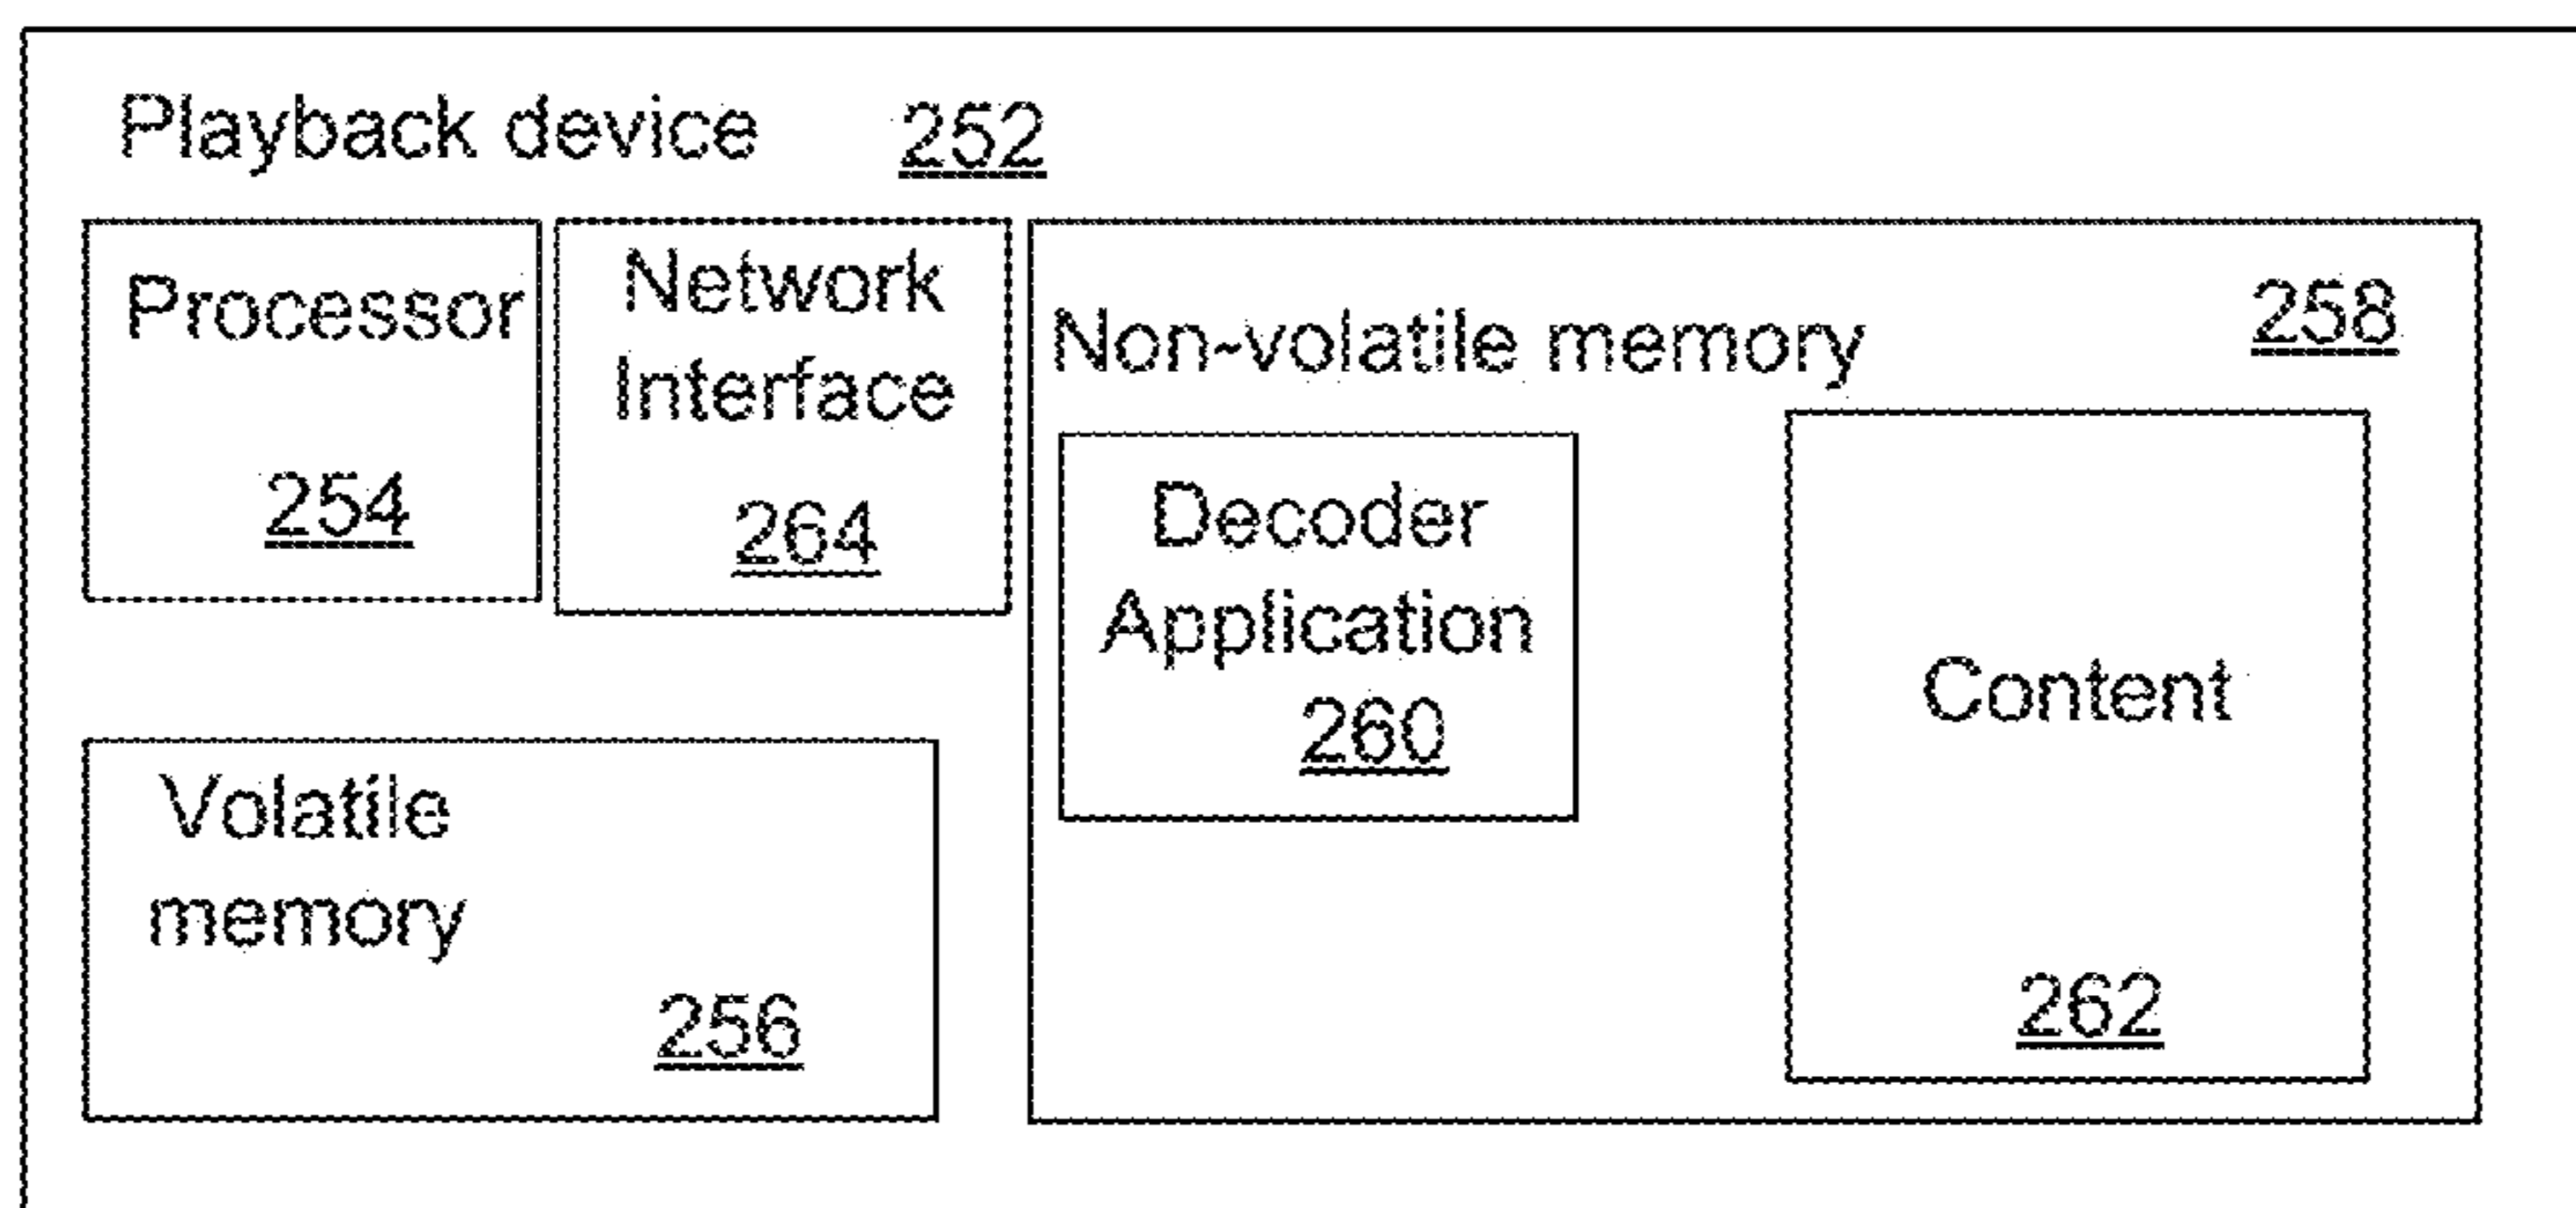 Playback device 252
Processor
254
Network
Interface
264
Non-volatile memory 258
Decoder
Application
260
Content
262
Volatile
memory
256